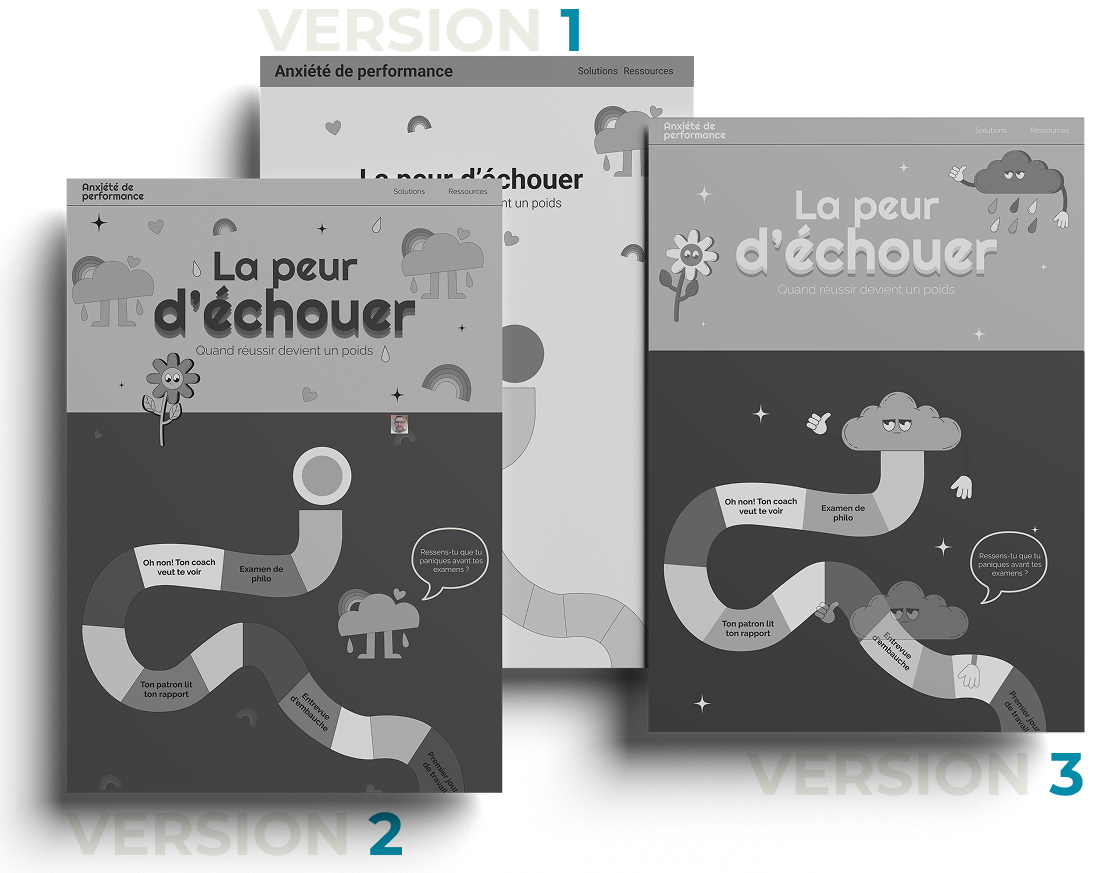 VERSION 1
Anxiété de performance
Solutions Ressources
La peur d'échouer
nt un poids
Anxiété de
performance
Solutions Ressources
La peur
d'échouer
Quand réussir devient un poids
Oh non! Ton coach
veut te voir
Examen de
philo
Ressens-tu que tu
paniques avant tes
examens ?
Ton patron lit
ton rapport
Entrevue
d'embauche
Premier jour
de travail
VERSION 2
Anxiété de
performance
Solutions Ressources
La peur
d'échouer
Quand réussir devient un poids
Oh non! Ton coach
veut te voir
Examen de
philo
Ressens-tu que tu
paniques avant tes
examens ?
Ton patron lit
ton rapport
Entrevue
d'embauche
Premier jour
de travail
VERSION 3